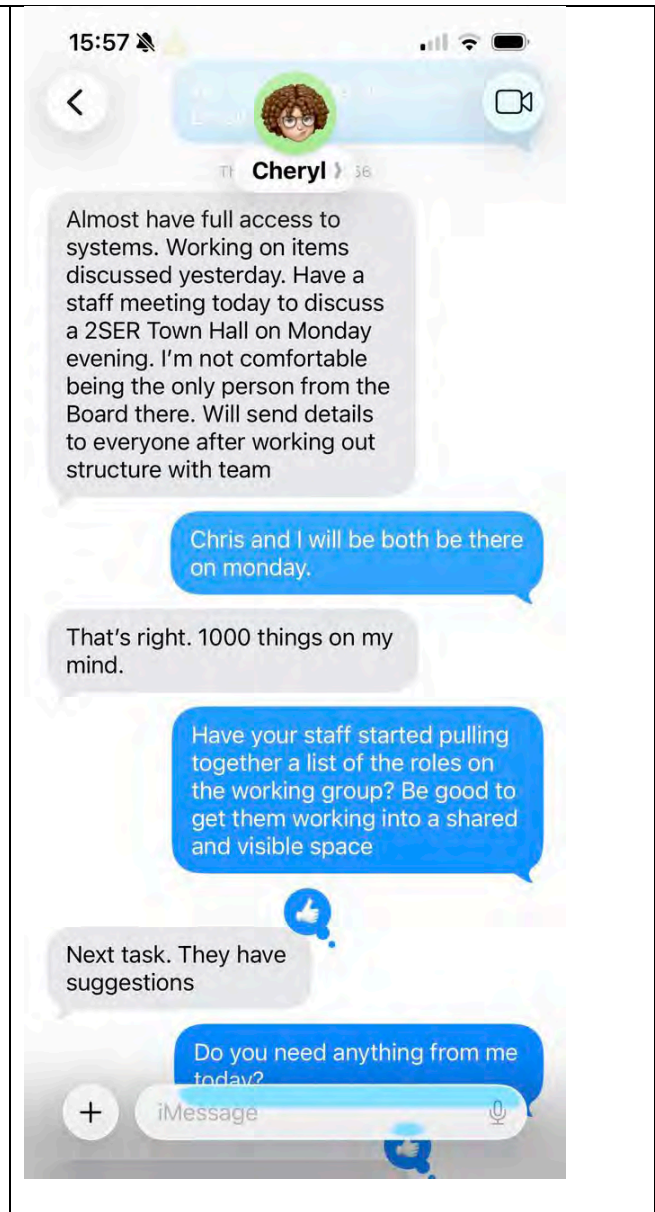 15:57
Cheryl
Almost have full access to
systems. Working on items
discussed yesterday. Have a
staff meeting today to discuss
a 2SER Town Hall on Monday
evening. I'm not comfortable
being the only person from the
Board there. Will send details
to everyone after working out
structure with team
Chris and I will be both be there
on monday.
That's right. 1000 things on my
mind.
Have your staff started pulling
together a list of the roles on
the working group? Be good to
get them working into a shared
and visible space
Next task. They have
suggestions
Do you need anything from me
today?
iMessage